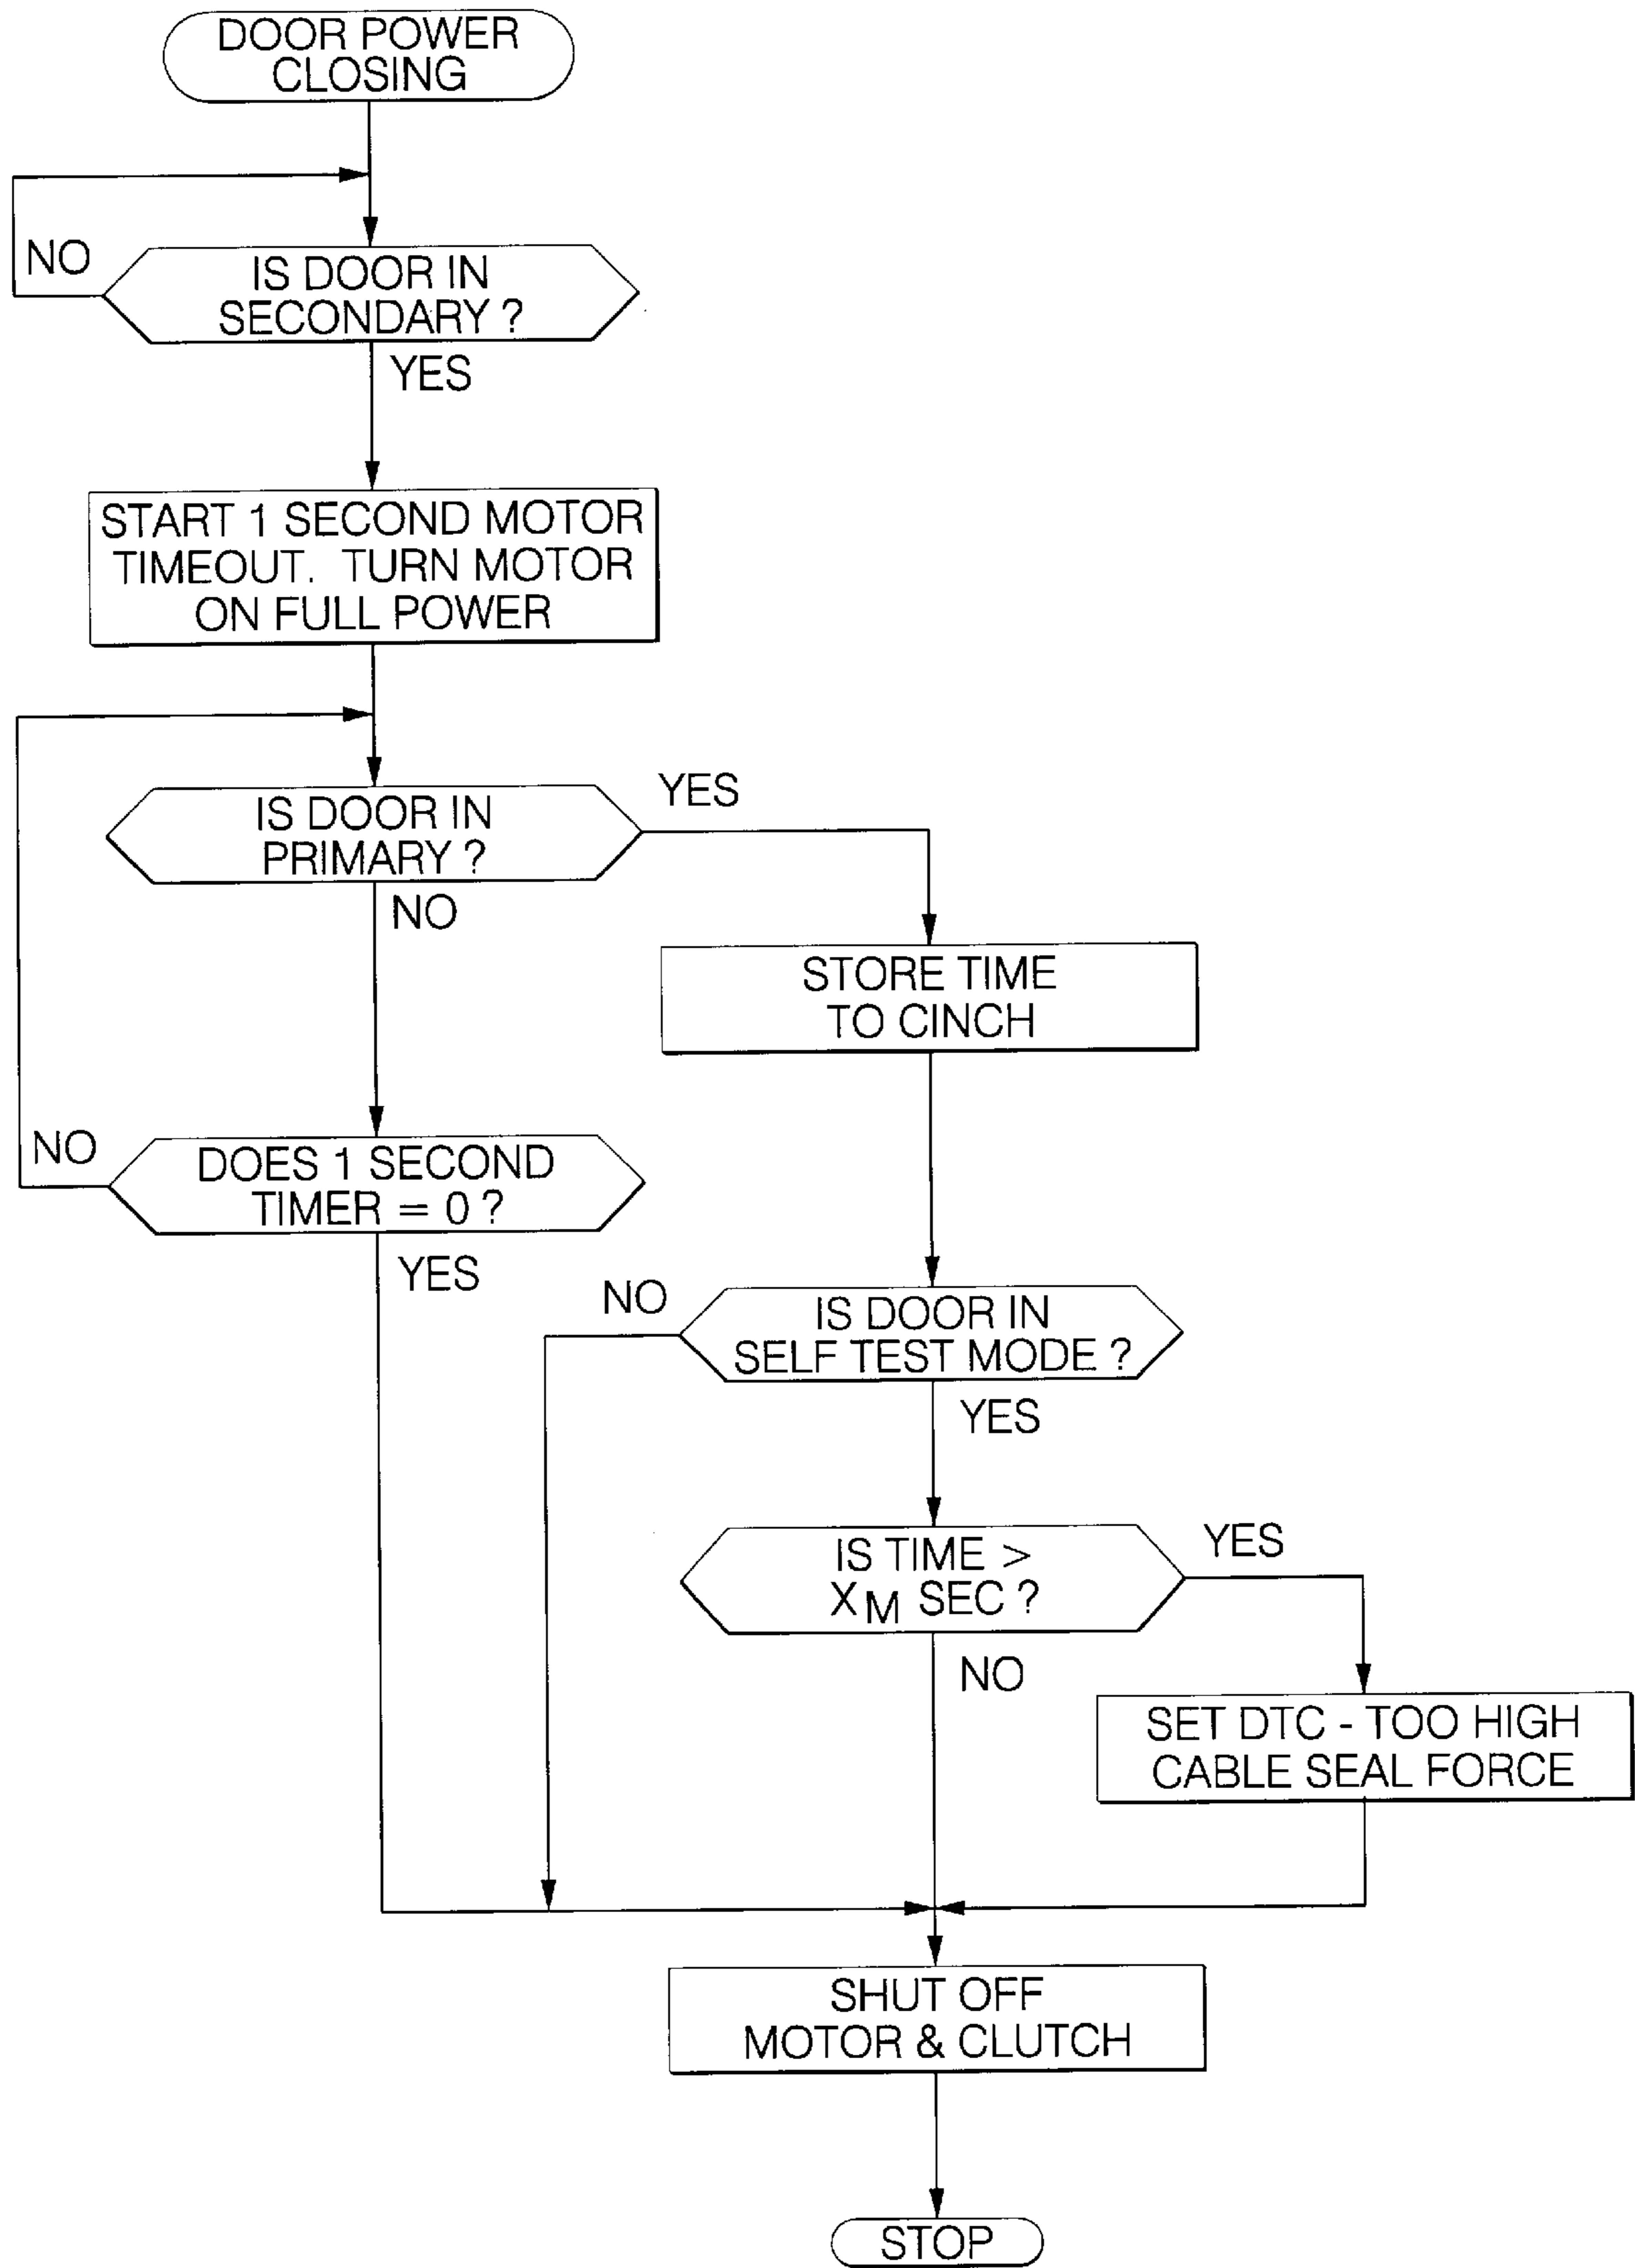 DOOR POWER
CLOSING
NO
IS DOOR IN
SECONDARY ?
YES
START 1 SECOND MOTOR
TIMEOUT. TURN MOTOR
ON FULL POWER
IS DOOR IN
PRIMARY ?
YES
NO
STORE TIME
TO CINCH
NO
DOES 1 SECOND
TIMER = 0 ?
YES
NO
IS DOOR IN
SELF TEST MODE ?
YES
IS TIME >
XM SEC ?
YES
NO
SET DTC - TOO HIGH
CABLE SEAL FORCE
SHUT OFF
MOTOR & CLUTCH
STOP